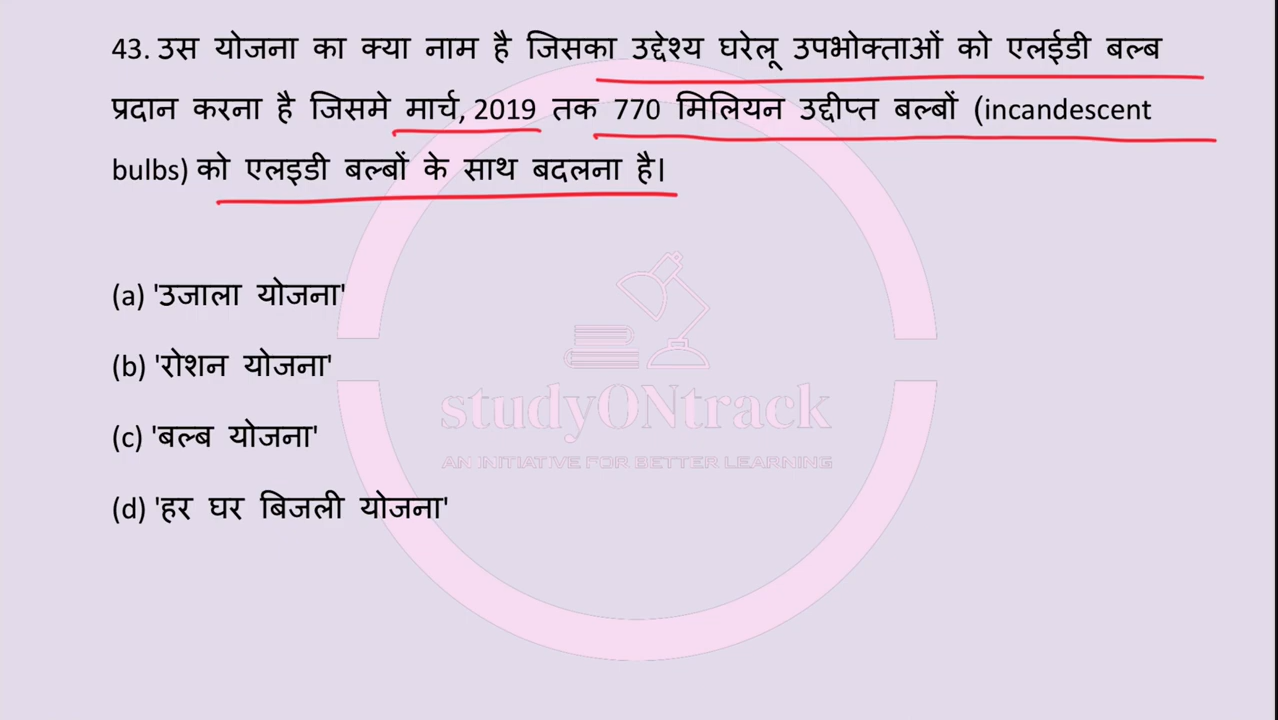 43. उस योजना का क्या नाम है जिसका उद्देश्य घरेलू उपभोक्ताओं को एलईडी बल्ब
प्रदान करना है जिसमे मार्च, 2019 तक 770 मिलियन उद्दीप्त बल्बों (incandescent
bulbs) को एलइडी बल्बों के साथ बदलना है।
(a) 'उजाला योजना'
(b) 'रोशन योजना'
(c) 'बल्ब योजना'
(d) 'हर घर बिजली योजना'
studyONtrack
AN INITIATIVE FOR BETTER LEARNING